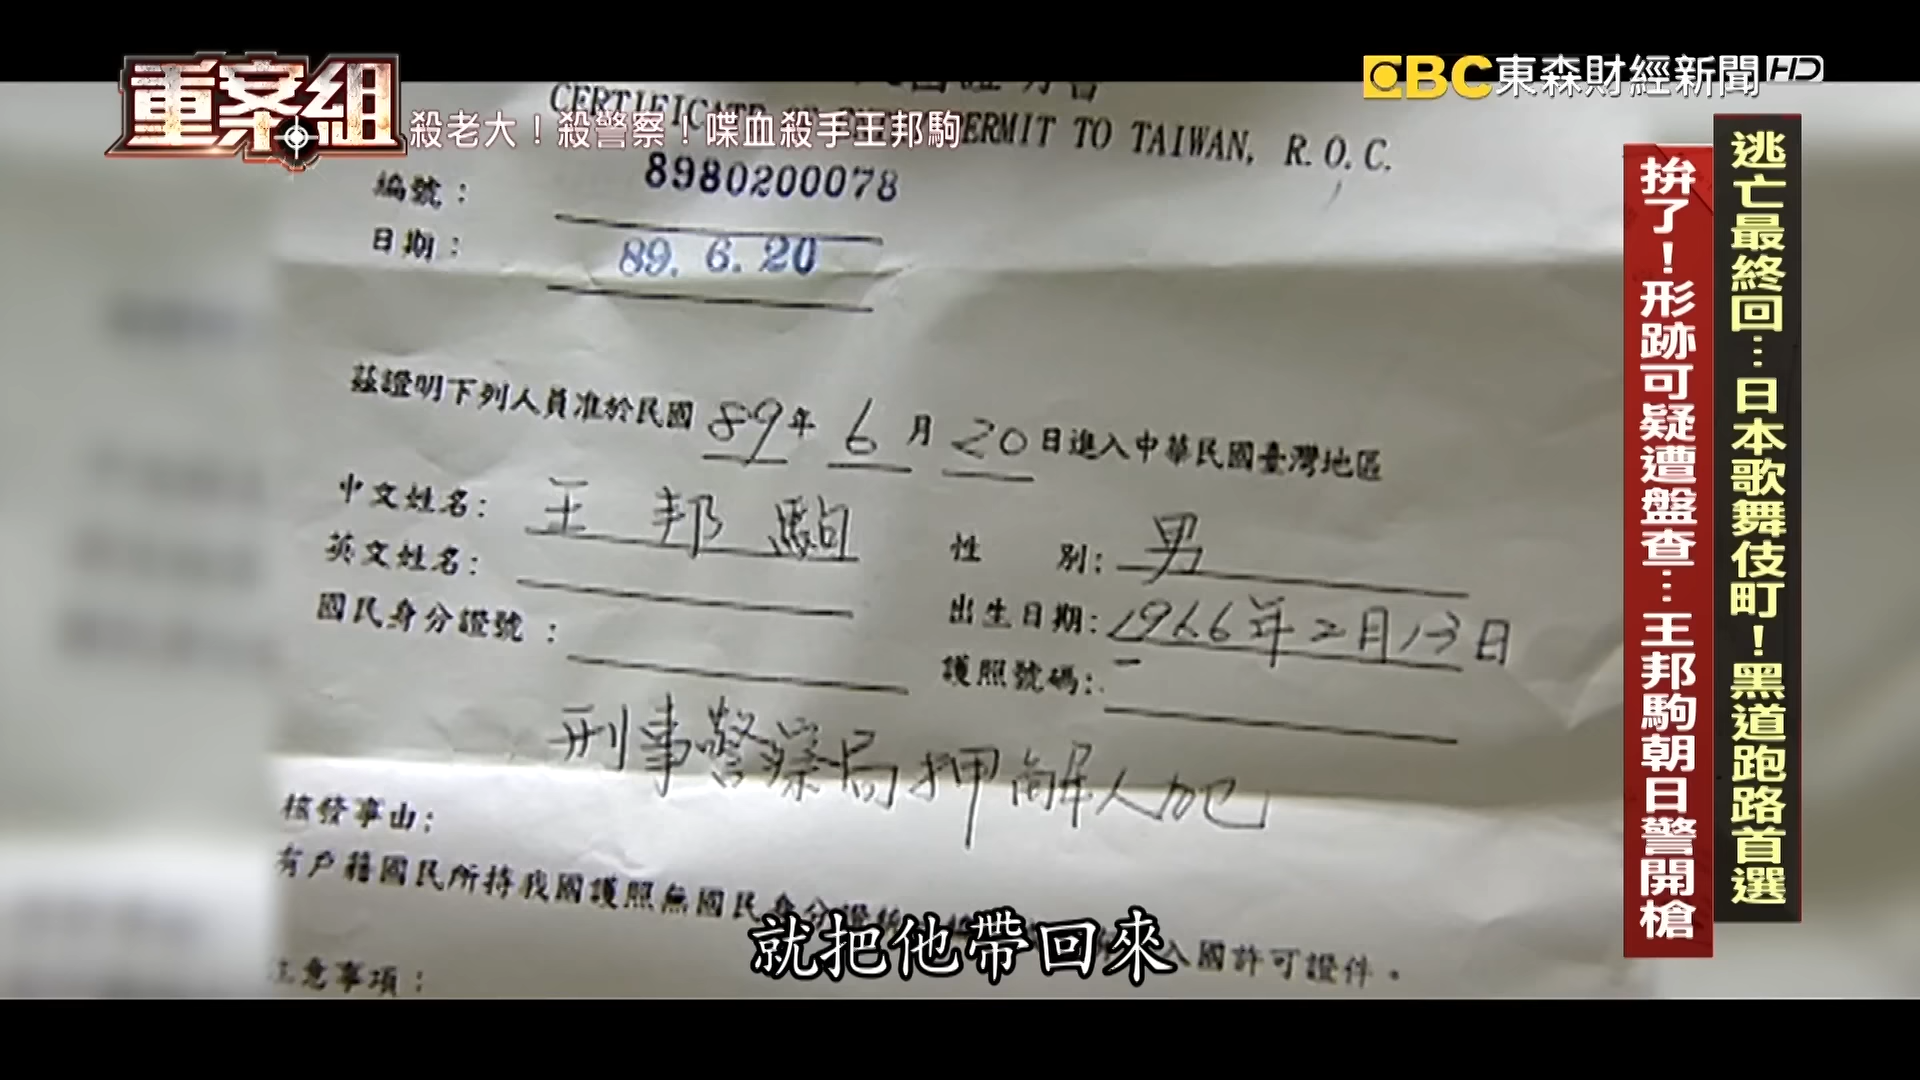 重案組
殺老大！殺警察！喋血殺手王邦駒
EBC東森財經新聞HD
逃亡最終回…日本歌舞伎町！黑道跑路首選
拚了！形跡可疑遭盤查…王邦駒朝日警開槍
PERMIT TO TAIWAN, R.O.C.
編號：
8980200078
日期：
89. 6. 20
茲證明下列人員准於民國 89 年 6 月 20 日進入中華民國臺灣地區
中文姓名： 王邦駒
性 別： 男
英文姓名：
出生日期： 1966年2月13日
國民身分證號：
護照號碼：
刑事警察局押解人犯
核發事由：
有戶籍國民所持我國護照無國民身分證 入國許可證件。
意事項：
就把他帶回來